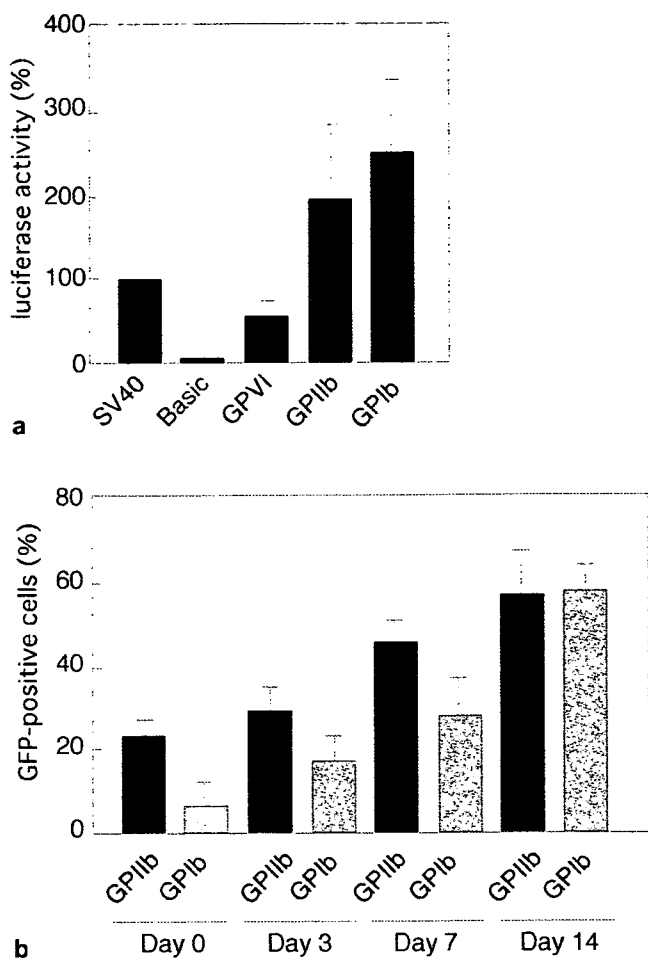 400
300
200
100
0
luciferase activity (%)
SV40
Basic
GPVI
GPIIb
GPIb
a
80
60
40
20
0
GFP-positive cells (%)
GPIIb
GPIb
GPIIb
GPIb
GPIIb
GPIb
GPIIb
GPIb
Day 0
Day 3
Day 7
Day 14
b